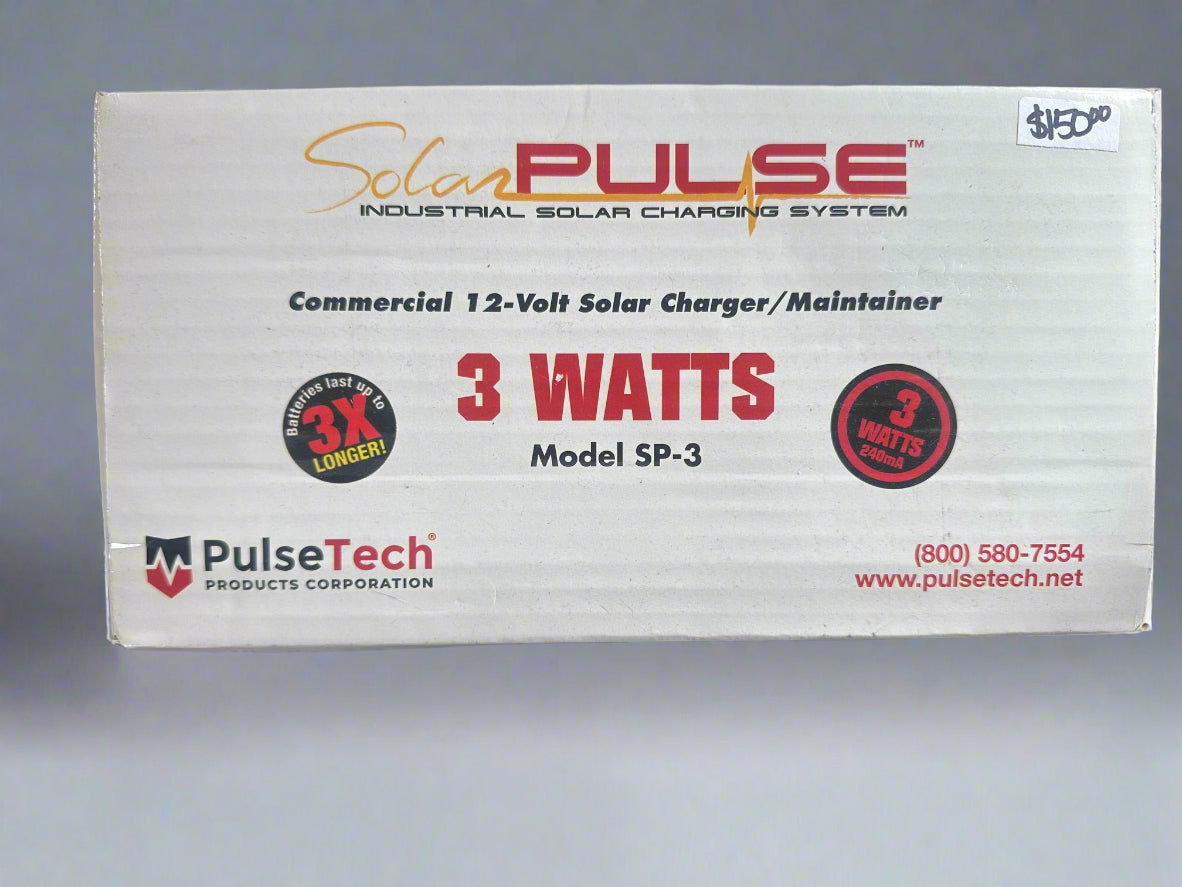 $150.00
SolarPULSE™
INDUSTRIAL SOLAR CHARGING SYSTEM
Commercial 12-Volt Solar Charger/Maintainer
3 WATTS
Model SP-3
Batteries last up to
3X
LONGER!
3
WATTS
240mA
PulseTech®
PRODUCTS CORPORATION
(800) 580-7554
www.pulsetech.net